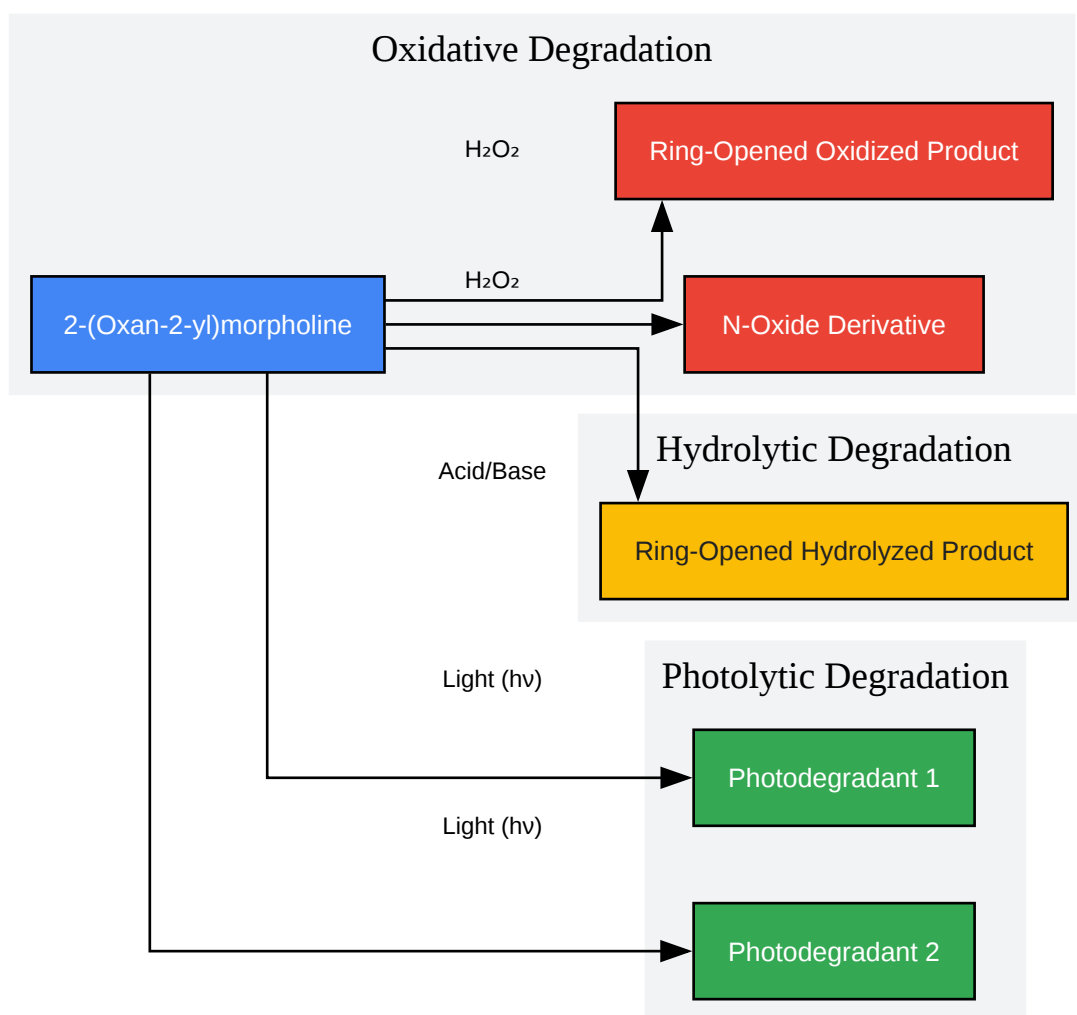 Oxidative Degradation
H₂O₂
Ring-Opened Oxidized Product
H₂O₂
2-(Oxan-2-yl)morpholine
N-Oxide Derivative
Hydrolytic Degradation
Acid/Base
Ring-Opened Hydrolyzed Product
Light (hν)
Photolytic Degradation
Photodegradant 1
Light (hν)
Photodegradant 2